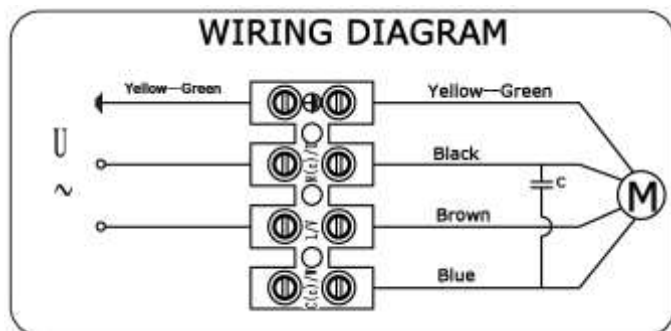 WIRING DIAGRAM
Yellow—Green
Yellow—Green
U
Black
C
~
M
Brown
L/V
Blue